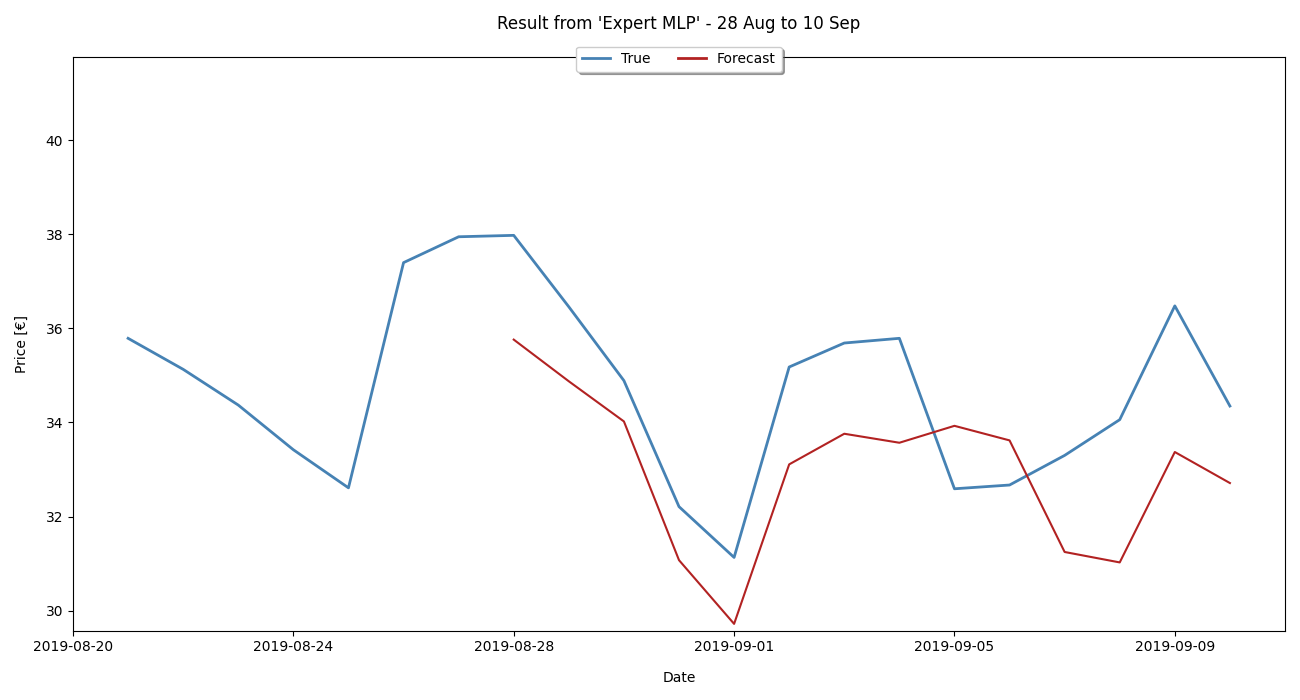 Result from 'Expert MLP' - 28 Aug to 10 Sep
True Forecast
40
38
36
34
32
30
Price [€]
2019-08-20 2019-08-24 2019-08-28 2019-09-01 2019-09-05 2019-09-09
Date